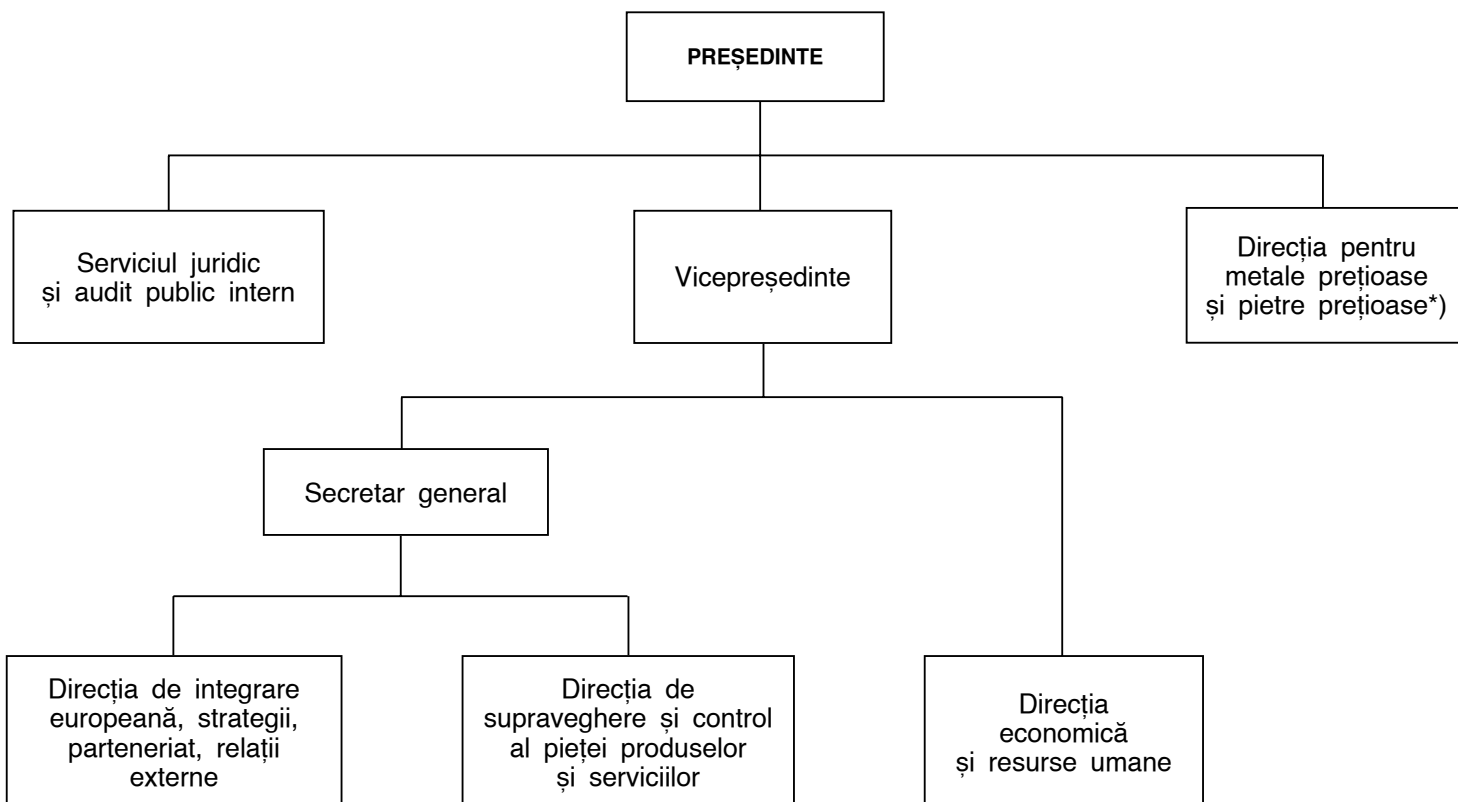 PREȘEDINTE
Serviciul juridic
și audit public intern
Vicepreședinte
Direcția pentru
metale prețioase
și pietre prețioase*)
Secretar general
Direcția de integrare
europeană, strategii,
parteneriat, relații
externe
Direcția de
supraveghere și control
al pieței produselor
și serviciilor
Direcția
economică
și resurse umane